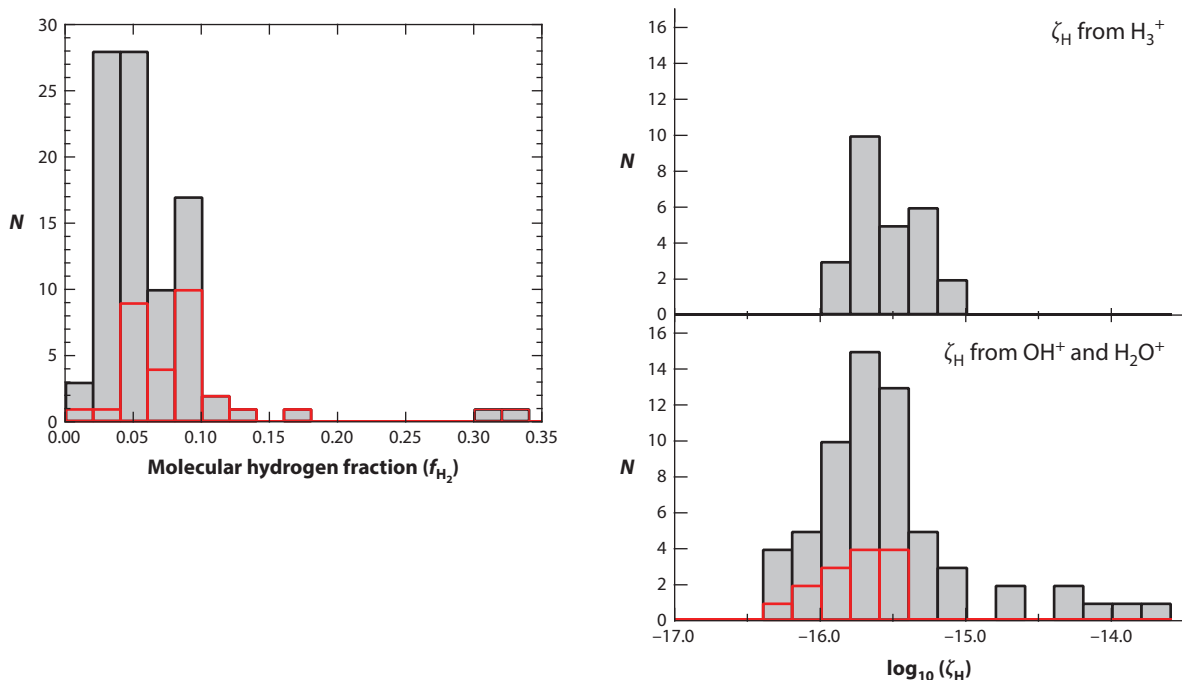 30
25
20
15
10
5
0
N
0.00 0.05 0.10 0.15 0.20 0.25 0.30 0.35
Molecular hydrogen fraction (fH2)
16
14
12
10
8
6
4
2
0
N
ζH from H3+
16
14
12
10
8
6
4
2
0
N
ζH from OH+ and H2O+
−17.0 −16.0 −15.0 −14.0
log10 (ζH)